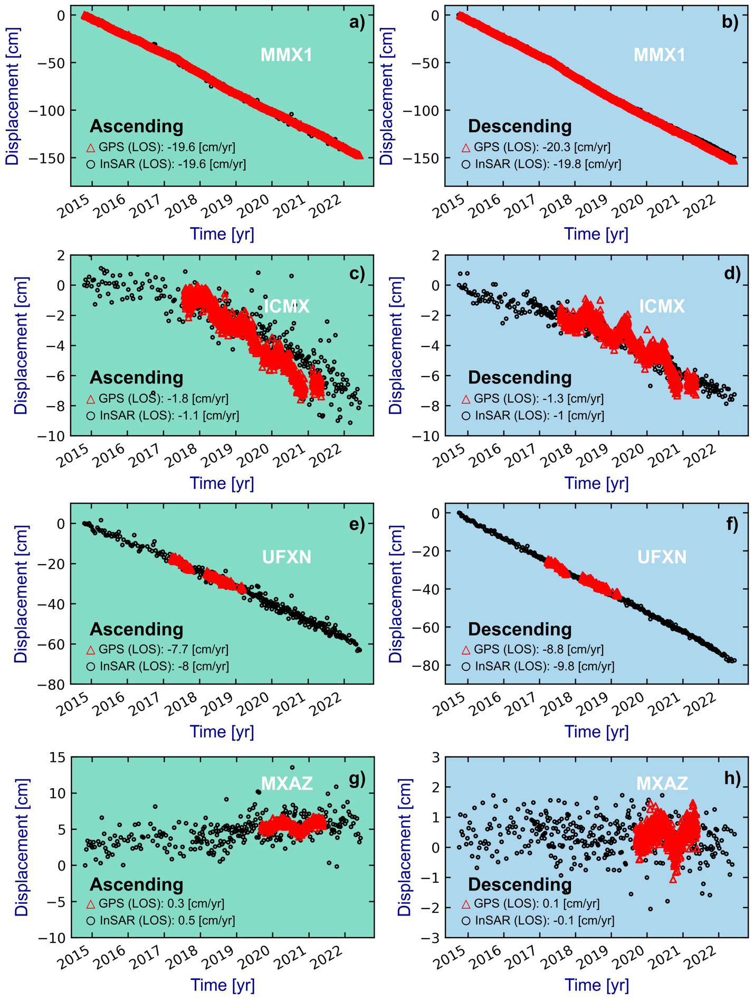 a)
MMX1
0
−50
−100
−150
Displacement [cm]
Ascending
GPS (LOS): -19.6 [cm/yr]
InSAR (LOS): -19.6 [cm/yr]
2015 2016 2017 2018 2019 2020 2021 2022
Time [yr]
b)
MMX1
0
−50
−100
−150
Displacement [cm]
Descending
GPS (LOS): -20.3 [cm/yr]
InSAR (LOS): -19.8 [cm/yr]
2015 2016 2017 2018 2019 2020 2021 2022
Time [yr]
c)
ICMX
2
0
−2
−4
−6
−8
−10
Displacement [cm]
Ascending
GPS (LOS): -1.8 [cm/yr]
InSAR (LOS): -1.1 [cm/yr]
2015 2016 2017 2018 2019 2020 2021 2022
Time [yr]
d)
ICMX
2
0
−2
−4
−6
−8
−10
Displacement [cm]
Descending
GPS (LOS): -1.3 [cm/yr]
InSAR (LOS): -1 [cm/yr]
2015 2016 2017 2018 2019 2020 2021 2022
Time [yr]
e)
UFXN
0
−20
−40
−60
−80
Displacement [cm]
Ascending
GPS (LOS): -7.7 [cm/yr]
InSAR (LOS): -8 [cm/yr]
2015 2016 2017 2018 2019 2020 2021 2022
Time [yr]
f)
UFXN
0
−20
−40
−60
−80
Displacement [cm]
Descending
GPS (LOS): -8.8 [cm/yr]
InSAR (LOS): -9.8 [cm/yr]
2015 2016 2017 2018 2019 2020 2021 2022
Time [yr]
g)
MXAZ
15
10
5
0
−5
−10
Displacement [cm]
Ascending
GPS (LOS): 0.3 [cm/yr]
InSAR (LOS): 0.5 [cm/yr]
2015 2016 2017 2018 2019 2020 2021 2022
Time [yr]
h)
MXAZ
3
2
1
0
−1
−2
−3
Displacement [cm]
Descending
GPS (LOS): 0.1 [cm/yr]
InSAR (LOS): -0.1 [cm/yr]
2015 2016 2017 2018 2019 2020 2021 2022
Time [yr]